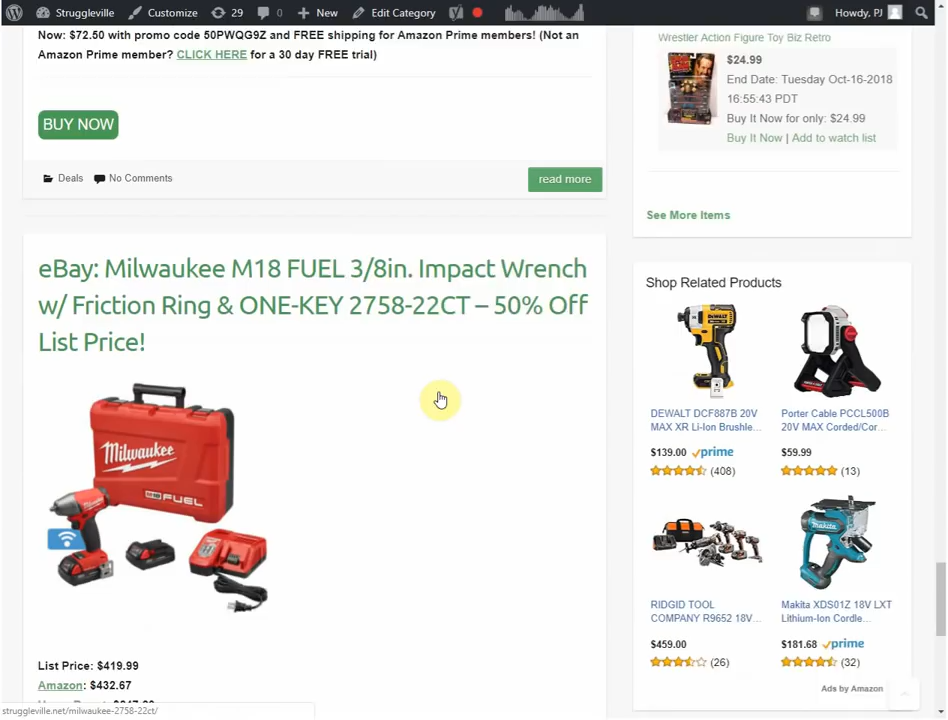 Struggleville
Customize
29
0
New
Edit Category
Howdy, PJ
Now: $72.50 with promo code 50PWQG9Z and FREE shipping for Amazon Prime members! (Not an
Amazon Prime member? CLICK HERE for a 30 day FREE trial)
BUY NOW
Deals
No Comments
read more
eBay: Milwaukee M18 FUEL 3/8in. Impact Wrench
w/ Friction Ring & ONE-KEY 2758-22CT – 50% Off
List Price!
Milwaukee
FUEL
List Price: $419.99
Amazon: $432.67
struggleville.net/milwaukee-2758-22ct/
Wrestler Action Figure Toy Biz Retro
$24.99
End Date: Tuesday Oct-16-2018
16:55:43 PDT
Buy It Now for only: $24.99
Buy It Now | Add to watch list
See More Items
Shop Related Products
DEWALT DCF887B 20V
MAX XR Li-Ion Brushle...
$139.00 prime
(408)
Porter Cable PCCL500B
20V MAX Corded/Cor...
$59.99
(13)
RIDGID TOOL
COMPANY R9652 18V...
$459.00
(26)
Makita XDS01Z 18V LXT
Lithium-Ion Cordle...
$181.68 prime
(32)
Ads by Amazon